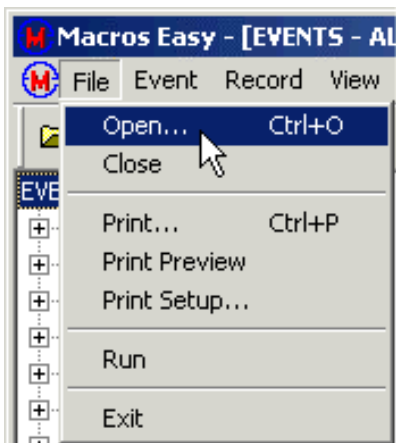 M Macros Easy - [EVENTS - AL
M File Event Record View
Open... Ctrl+O
Close
EVE
Print... Ctrl+P
Print Preview
Print Setup...
Run
Exit